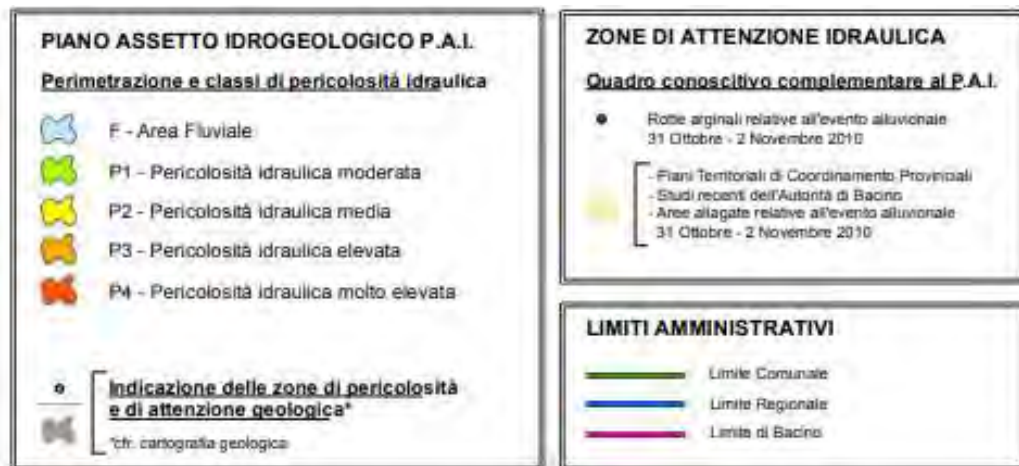 PIANO ASSETTO IDROGEOLOGICO P.A.I.
Perimetrazione e classi di pericolosità idraulica
F - Area Fluviale
P1 - Pericolosità idraulica moderata
P2 - Pericolosità idraulica media
P3 - Pericolosità idraulica elevata
P4 - Pericolosità idraulica molto elevata
Indicazione delle zone di pericolosità
e di attenzione geologica*
*cfr. cartografia geologica
ZONE DI ATTENZIONE IDRAULICA
Quadro conoscitivo complementare al P.A.I.
Rotte arginali relative all'evento alluvionale
31 Ottobre - 2 Novembre 2010
- Piani Territoriali di Coordinamento Provinciali
- Studi recenti dell'Autorità di Bacino
- Aree allagate relative all'evento alluvionale
31 Ottobre - 2 Novembre 2010
LIMITI AMMINISTRATIVI
Limite Comunale
Limite Regionale
Limite di Bacino